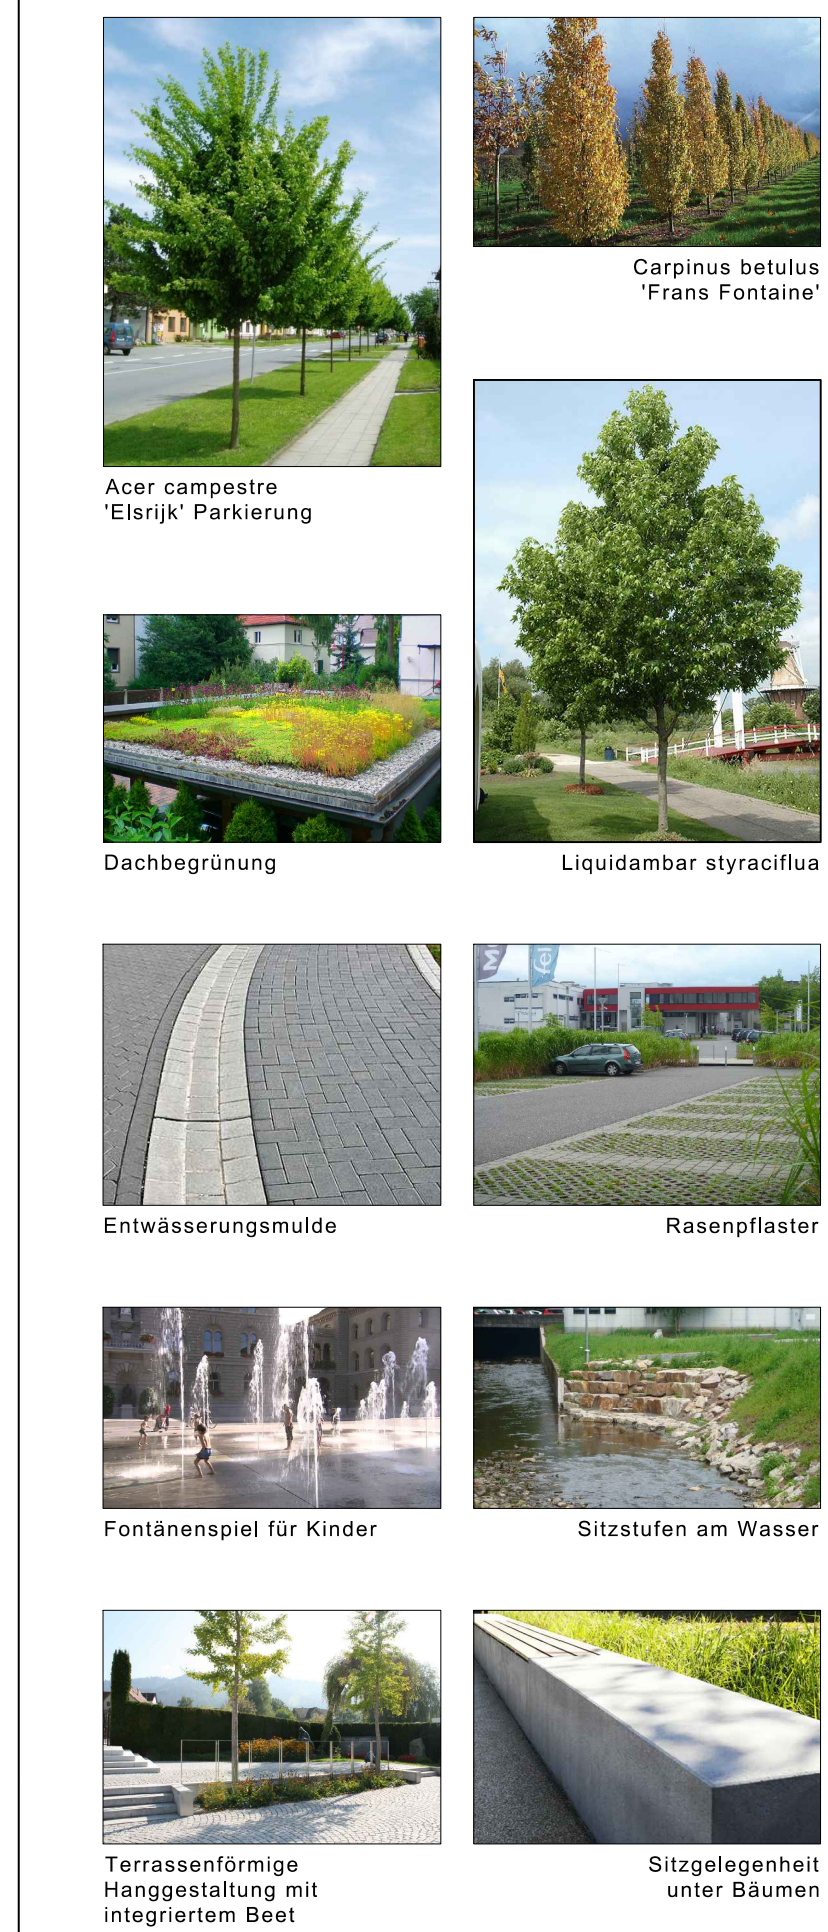 Carpinus betulus
'Frans Fontaine'
Acer campestre
'Elsrijk' Parkierung
Dachbegrünung
Liquidambar styraciflua
Entwässerungsmulde
Rasenpflaster
Fontänenspiel für Kinder
Sitzstufen am Wasser
Terrassenförmige
Hanggestaltung mit
integriertem Beet
Sitzgelegenheit
unter Bäumen